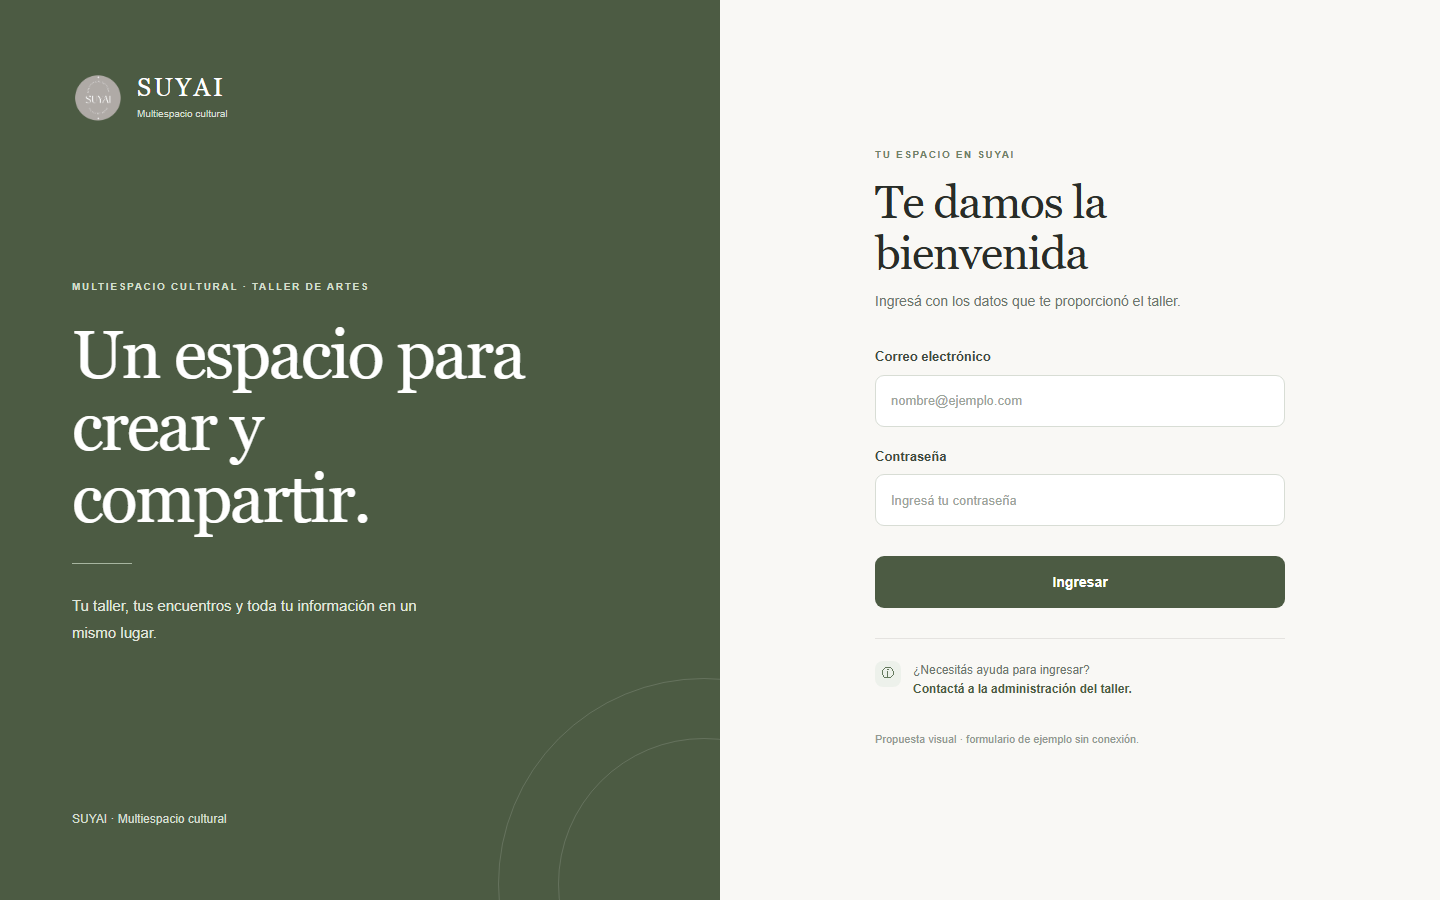 SUYAI
SUYAI
Multiespacio cultural
MULTIESPACIO CULTURAL · TALLER DE ARTES
Un espacio para
crear y
compartir.
Tu taller, tus encuentros y toda tu información en un
mismo lugar.
SUYAI · Multiespacio cultural
TU ESPACIO EN SUYAI
Te damos la
bienvenida
Ingresá con los datos que te proporcionó el taller.
Correo electrónico
nombre@ejemplo.com
Contraseña
Ingresá tu contraseña
Ingresar
¿Necesitás ayuda para ingresar?
Contactá a la administración del taller.
Propuesta visual · formulario de ejemplo sin conexión.